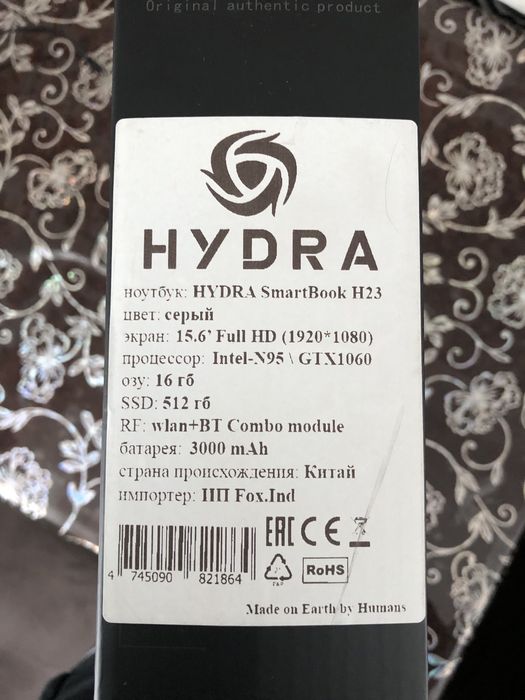 Original authentic product
HYDRA
ноутбук: HYDRA SmartBook H23
цвет: серый
экран: 15.6' Full HD (1920*1080)
процессор: Intel-N95 \ GTX1060
озу: 16 гб
SSD: 512 гб
RF: wlan+BT Combo module
батарея: 3000 mAh
страна происхождения: Китай
импортер: ИП Fox.Ind
EAC CE
4 745090 821864
RoHS
Made on Earth by Humans